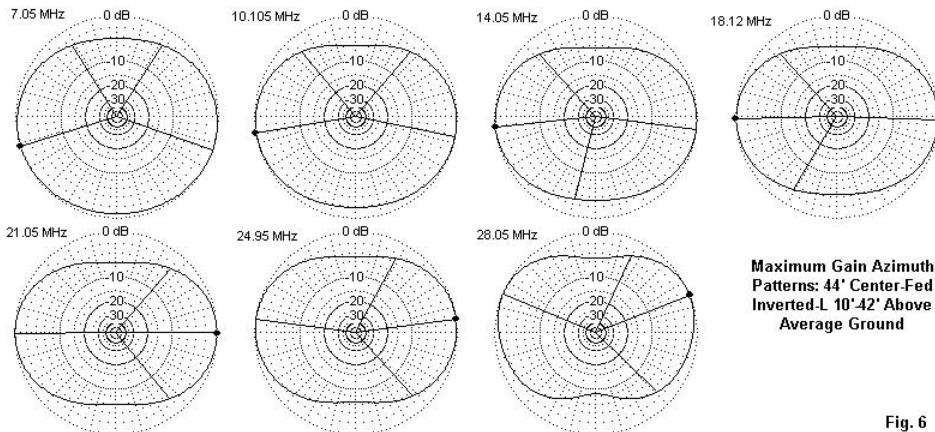 7.05 MHz
0 dB
-10
-20
-30
10.105 MHz
0 dB
-10
-20
-30
14.05 MHz
0 dB
-10
-20
-30
18.12 MHz
0 dB
-10
-20
-30
21.05 MHz
0 dB
-10
-20
-30
24.95 MHz
0 dB
-10
-20
-30
28.05 MHz
0 dB
-10
-20
-30
Maximum Gain Azimuth
Patterns: 44' Center-Fed
Inverted-L 10'-42' Above
Average Ground
Fig. 6